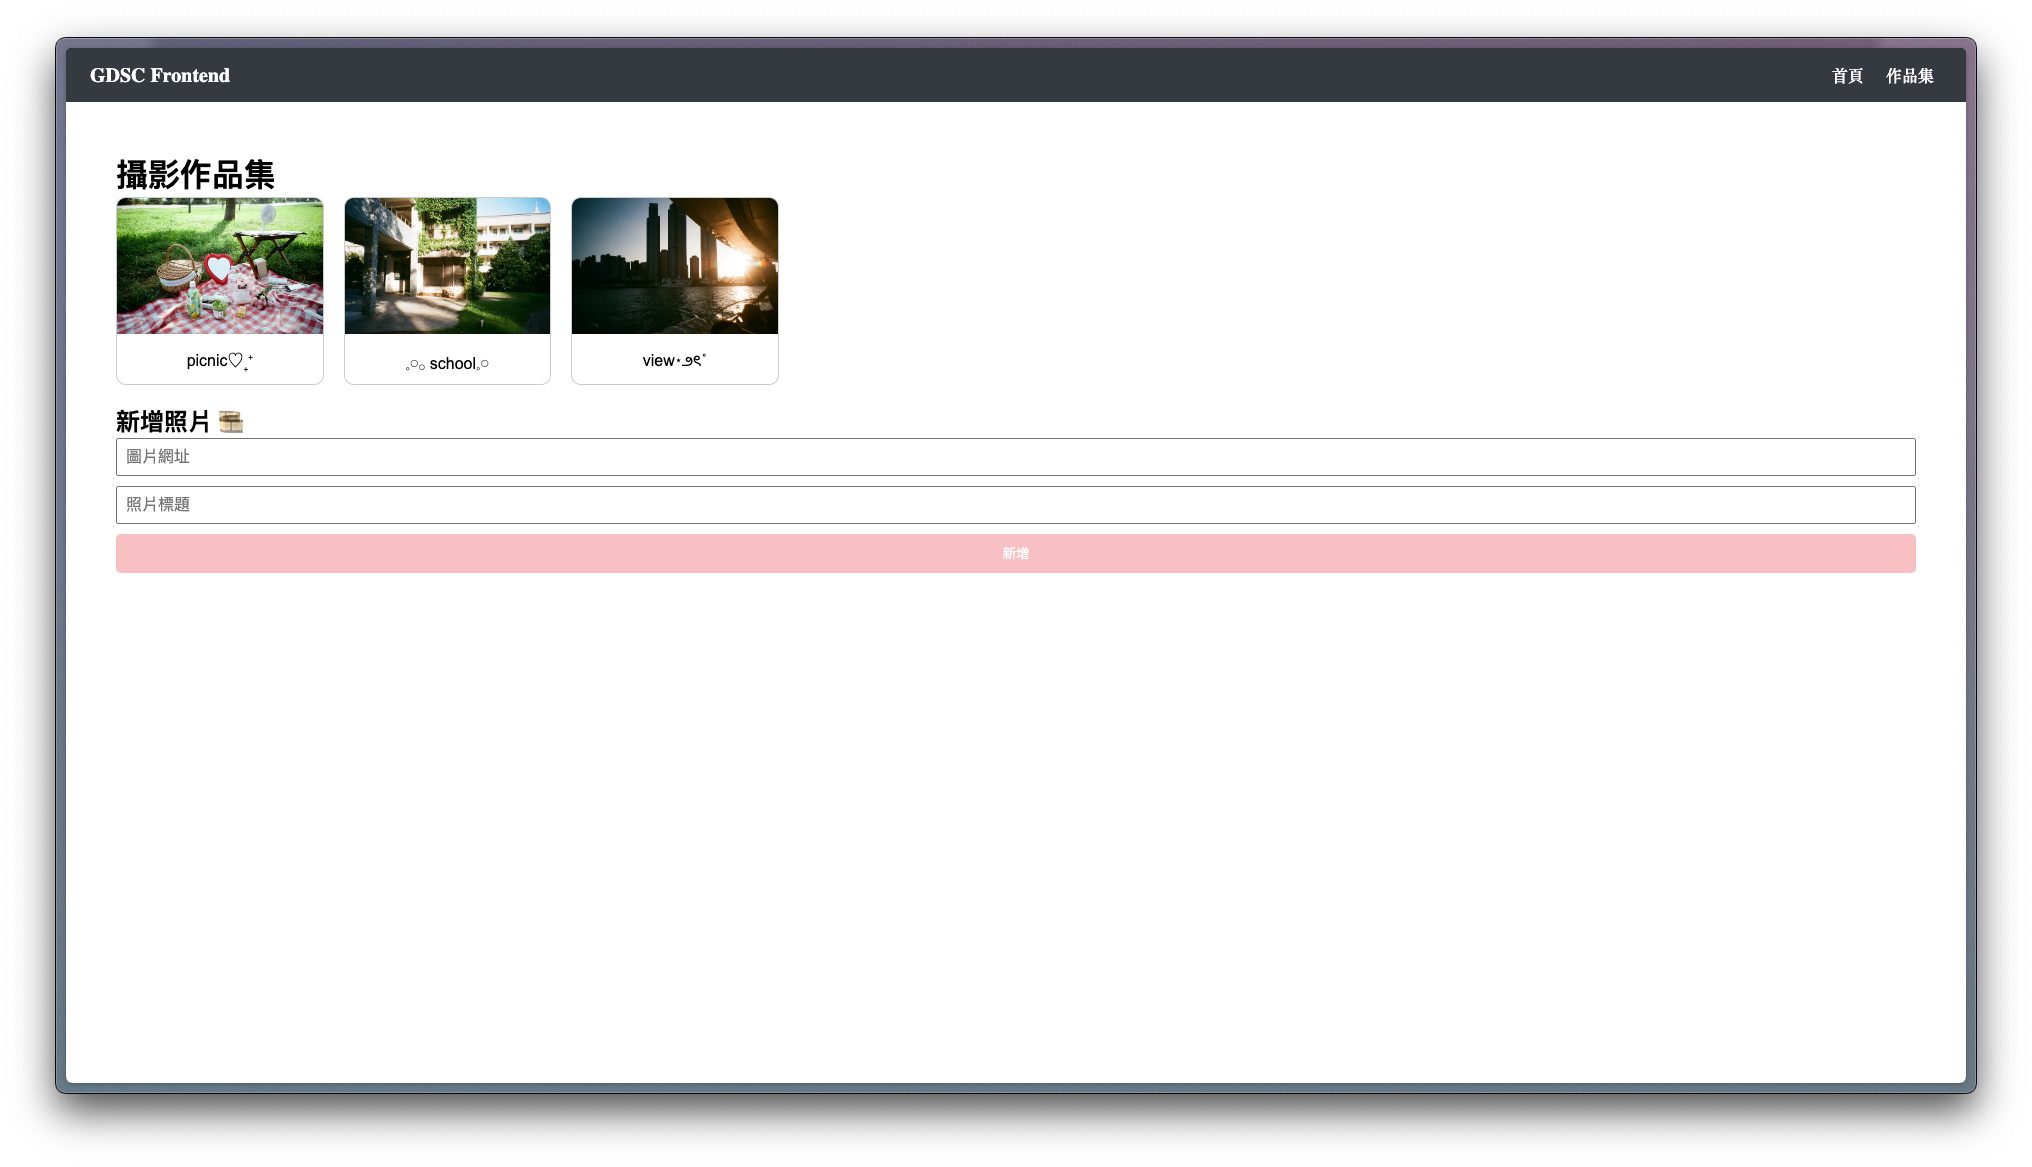 GDSC Frontend
首頁 作品集
攝影作品集
picnic♡₊⁺
｡○｡ school｡○
view⋆౨ৎ˚
新增照片 🎞️
圖片網址
照片標題
新增